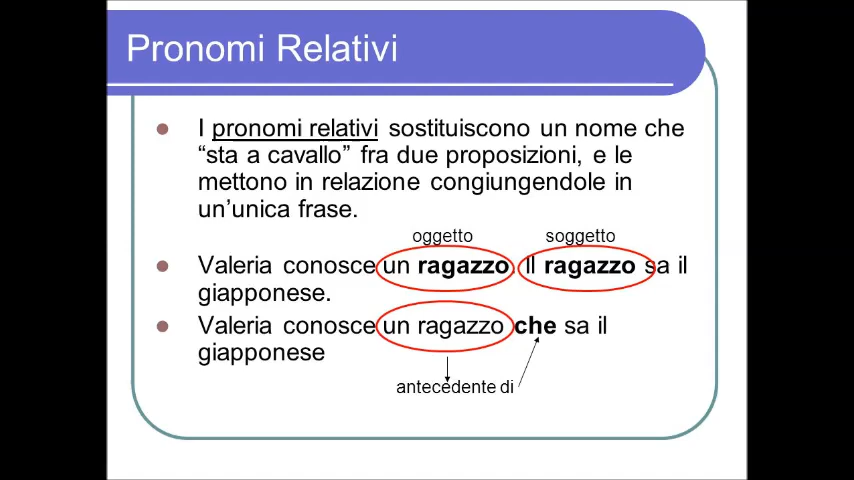 Pronomi Relativi
I pronomi relativi sostituiscono un nome che
“sta a cavallo” fra due proposizioni, e le
mettono in relazione congiungendole in
un’unica frase.
oggetto soggetto
Valeria conosce un ragazzo. Il ragazzo sa il
giapponese.
Valeria conosce un ragazzo che sa il
giapponese
antecedente di